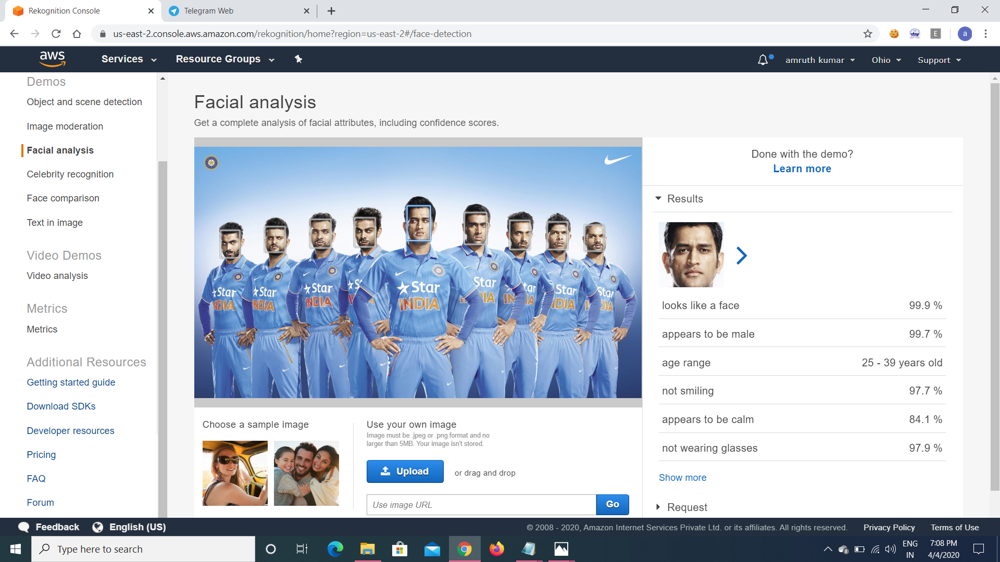 Rekognition Console
Telegram Web
us-east-2.console.aws.amazon.com/rekognition/home?region=us-east-2#/face-detection
E
a
aws
Services
Resource Groups
amruth kumar
Ohio
Support
Demos
Object and scene detection
Image moderation
Facial analysis
Celebrity recognition
Face comparison
Text in image
Video Demos
Video analysis
Metrics
Metrics
Additional Resources
Getting started guide
Download SDKs
Developer resources
Pricing
FAQ
Forum
Facial analysis
Get a complete analysis of facial attributes, including confidence scores.
Star
INDIA
Star
INDIA
Star
INDIA
Star
INDIA
Star
Star
INDIA
Star
INDIA
Choose a sample image
Use your own image
Image must be .jpeg or .png format and no
larger than 5MB. Your image isn't stored.
Upload
or drag and drop
Use image URL
Go
Done with the demo?
Learn more
Results
looks like a face 99.9 %
appears to be male 99.7 %
age range 25 - 39 years old
not smiling 97.7 %
appears to be calm 84.1 %
not wearing glasses 97.9 %
Show more
Request
Feedback
English (US)
© 2008 - 2020, Amazon Internet Services Private Ltd. or its affiliates. All rights reserved.
Privacy Policy
Terms of Use
Type here to search
ENG
IN
7:08 PM
4/4/2020